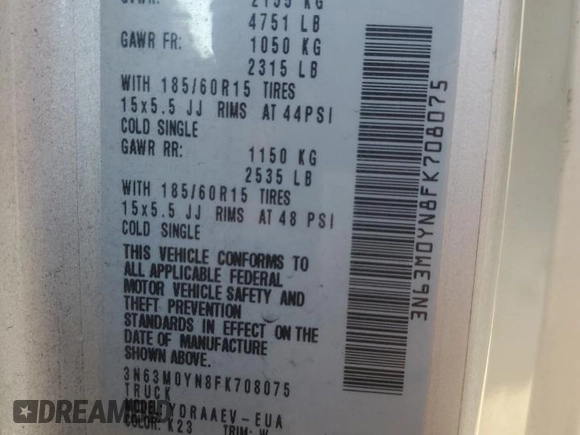 4751 LB
GAWR FR: 1050 KG
2315 LB
WITH 185/60R15 TIRES
15x5.5 JJ RIMS AT 44PSI
COLD SINGLE
GAWR RR: 1150 KG
2535 LB
WITH 185/60R15 TIRES
15x5.5 JJ RIMS AT 48 PSI
COLD SINGLE
THIS VEHICLE CONFORMS TO
ALL APPLICABLE FEDERAL
MOTOR VEHICLE SAFETY AND
THEFT PREVENTION
STANDARDS IN EFFECT ON THE
DATE OF MANUFACTURE
SHOWN ABOVE.
3N63M0YN8FK708075
TRUCK
COLOR: K23 TRIM: W
3N63M0YN8FK708075
DREAMRID